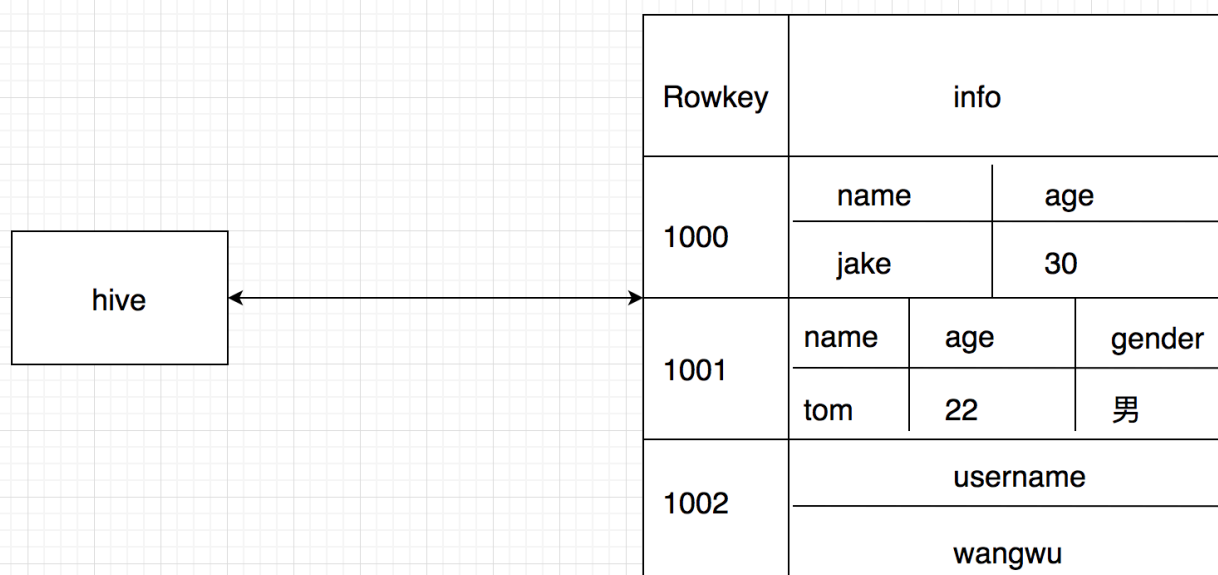 Rowkey info
name age
1000
jake 30
hive
name age gender
1001
tom 22 男
username
1002
wangwu